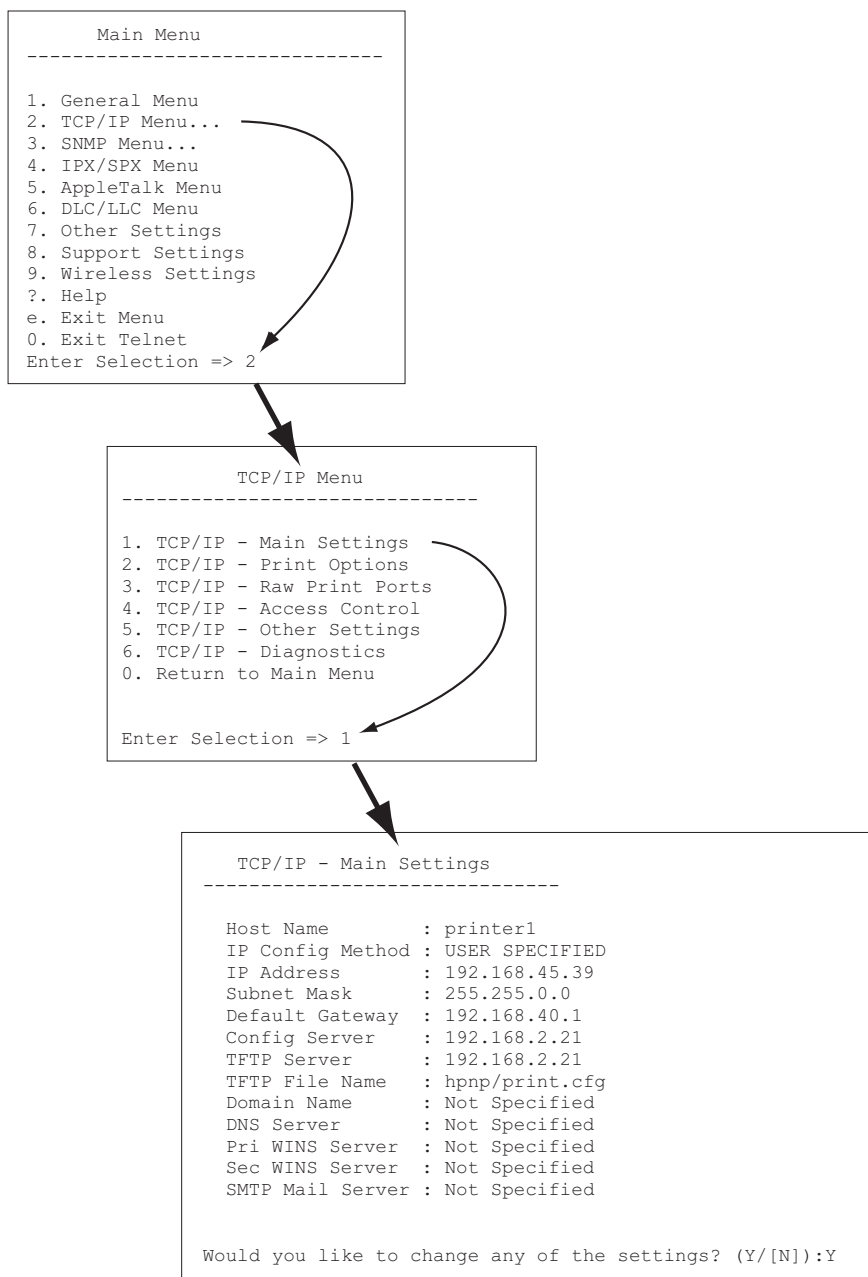 Main Menu
-------------------------------
1. General Menu
2. TCP/IP Menu...
3. SNMP Menu...
4. IPX/SPX Menu
5. AppleTalk Menu
6. DLC/LLC Menu
7. Other Settings
8. Support Settings
9. Wireless Settings
?. Help
e. Exit Menu
0. Exit Telnet
Enter Selection => 2
TCP/IP Menu
-------------------------------
1. TCP/IP - Main Settings
2. TCP/IP - Print Options
3. TCP/IP - Raw Print Ports
4. TCP/IP - Access Control
5. TCP/IP - Other Settings
6. TCP/IP - Diagnostics
0. Return to Main Menu
Enter Selection => 1
TCP/IP - Main Settings
-------------------------------
Host Name : printer1
IP Config Method : USER SPECIFIED
IP Address : 192.168.45.39
Subnet Mask : 255.255.0.0
Default Gateway : 192.168.40.1
Config Server : 192.168.2.21
TFTP Server : 192.168.2.21
TFTP File Name : hpnp/print.cfg
Domain Name : Not Specified
DNS Server : Not Specified
Pri WINS Server : Not Specified
Sec WINS Server : Not Specified
SMTP Mail Server : Not Specified
Would you like to change any of the settings? (Y/[N]):Y